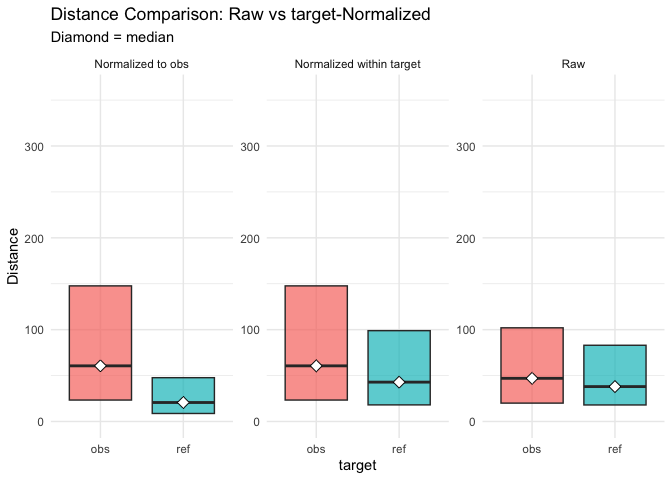 Distance Comparison: Raw vs target-Normalized
Diamond = median
Normalized to obs
Normalized within target
Raw
Distance
300
200
100
0
300
200
100
0
300
200
100
0
obs
ref
obs
ref
obs
ref
target